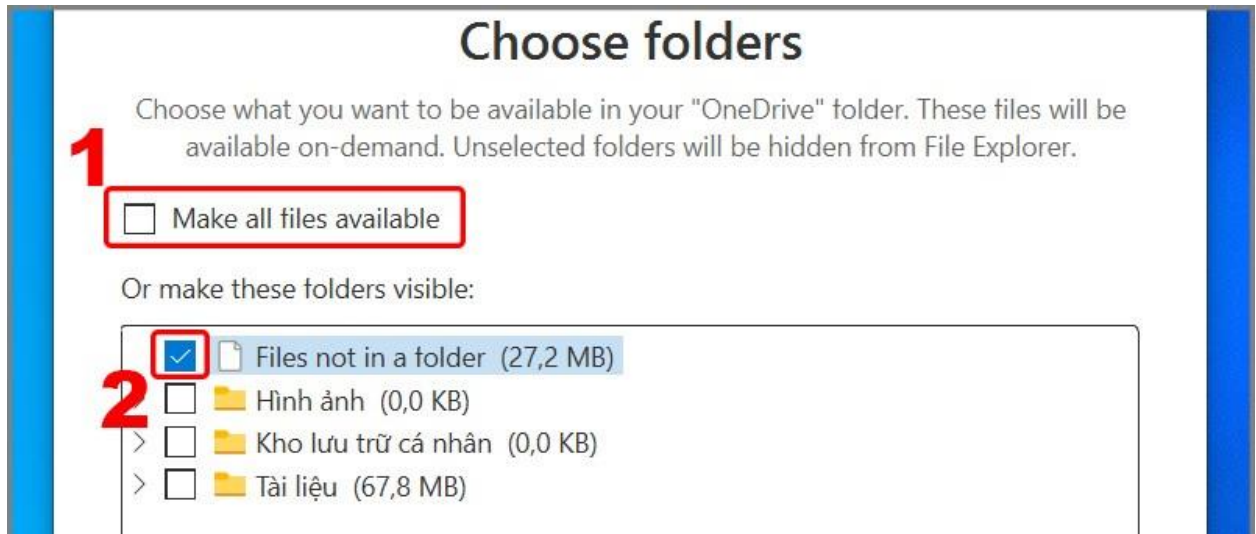 Choose folders
Choose what you want to be available in your "OneDrive" folder. These files will be
available on-demand. Unselected folders will be hidden from File Explorer.
1
Make all files available
Or make these folders visible:
Files not in a folder (27,2 MB)
2
Hình ảnh (0,0 KB)
Kho lưu trữ cá nhân (0,0 KB)
Tài liệu (67,8 MB)